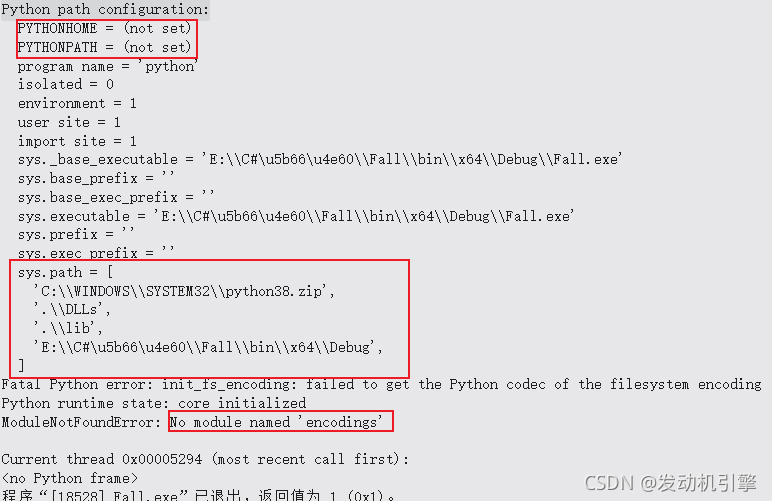 Python path configuration:
  PYTHONHOME = (not set)
  PYTHONPATH = (not set)
  program name = 'python'
  isolated = 0
  environment = 1
  user site = 1
  import site = 1
  sys._base_executable = 'E:\\C#\u5b66\u4e60\\Fall\\bin\\x64\\Debug\\Fall.exe'
  sys.base_prefix = ''
  sys.base_exec_prefix = ''
  sys.executable = 'E:\\C#\u5b66\u4e60\\Fall\\bin\\x64\\Debug\\Fall.exe'
  sys.prefix = ''
  sys.exec_prefix = ''
  sys.path = [
    'C:\\WINDOWS\\SYSTEM32\\python38.zip',
    '.\\DLLs',
    '.\\lib',
    'E:\\C#\u5b66\u4e60\\Fall\\bin\\x64\\Debug',
  ]
Fatal Python error: init_fs_encoding: failed to get the Python codec of the filesystem encoding
Python runtime state: core initialized
ModuleNotFoundError: No module named 'encodings'

Current thread 0x00005294 (most recent call first):
<no Python frame>
程序“[18528] Fall.exe”已退出，返回值为 1 (0x1)。
CSDN @发动机引擎